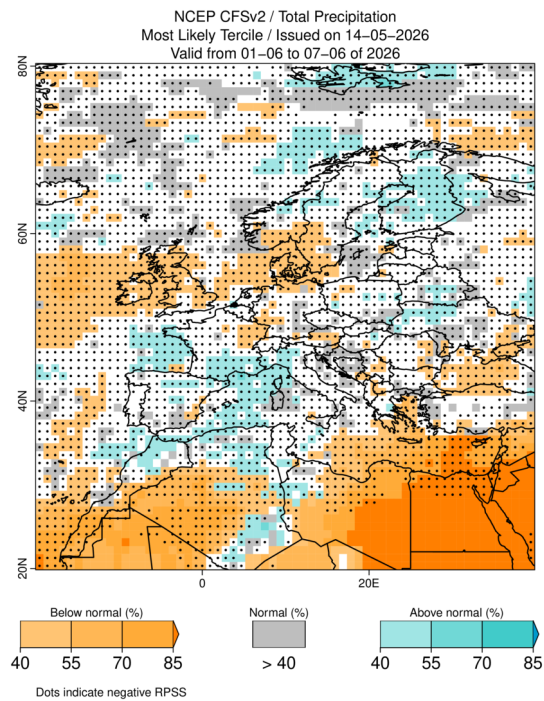 NCEP CFSv2 / Total Precipitation
Most Likely Tercile / Issued on 14−05−2026
Valid from 01−06 to 07−06 of 2026
80N
60N
40N
20N
0
20E
Below normal (%)
Normal (%)
Above normal (%)
40 55 70 85
> 40
40 55 70 85
Dots indicate negative RPSS